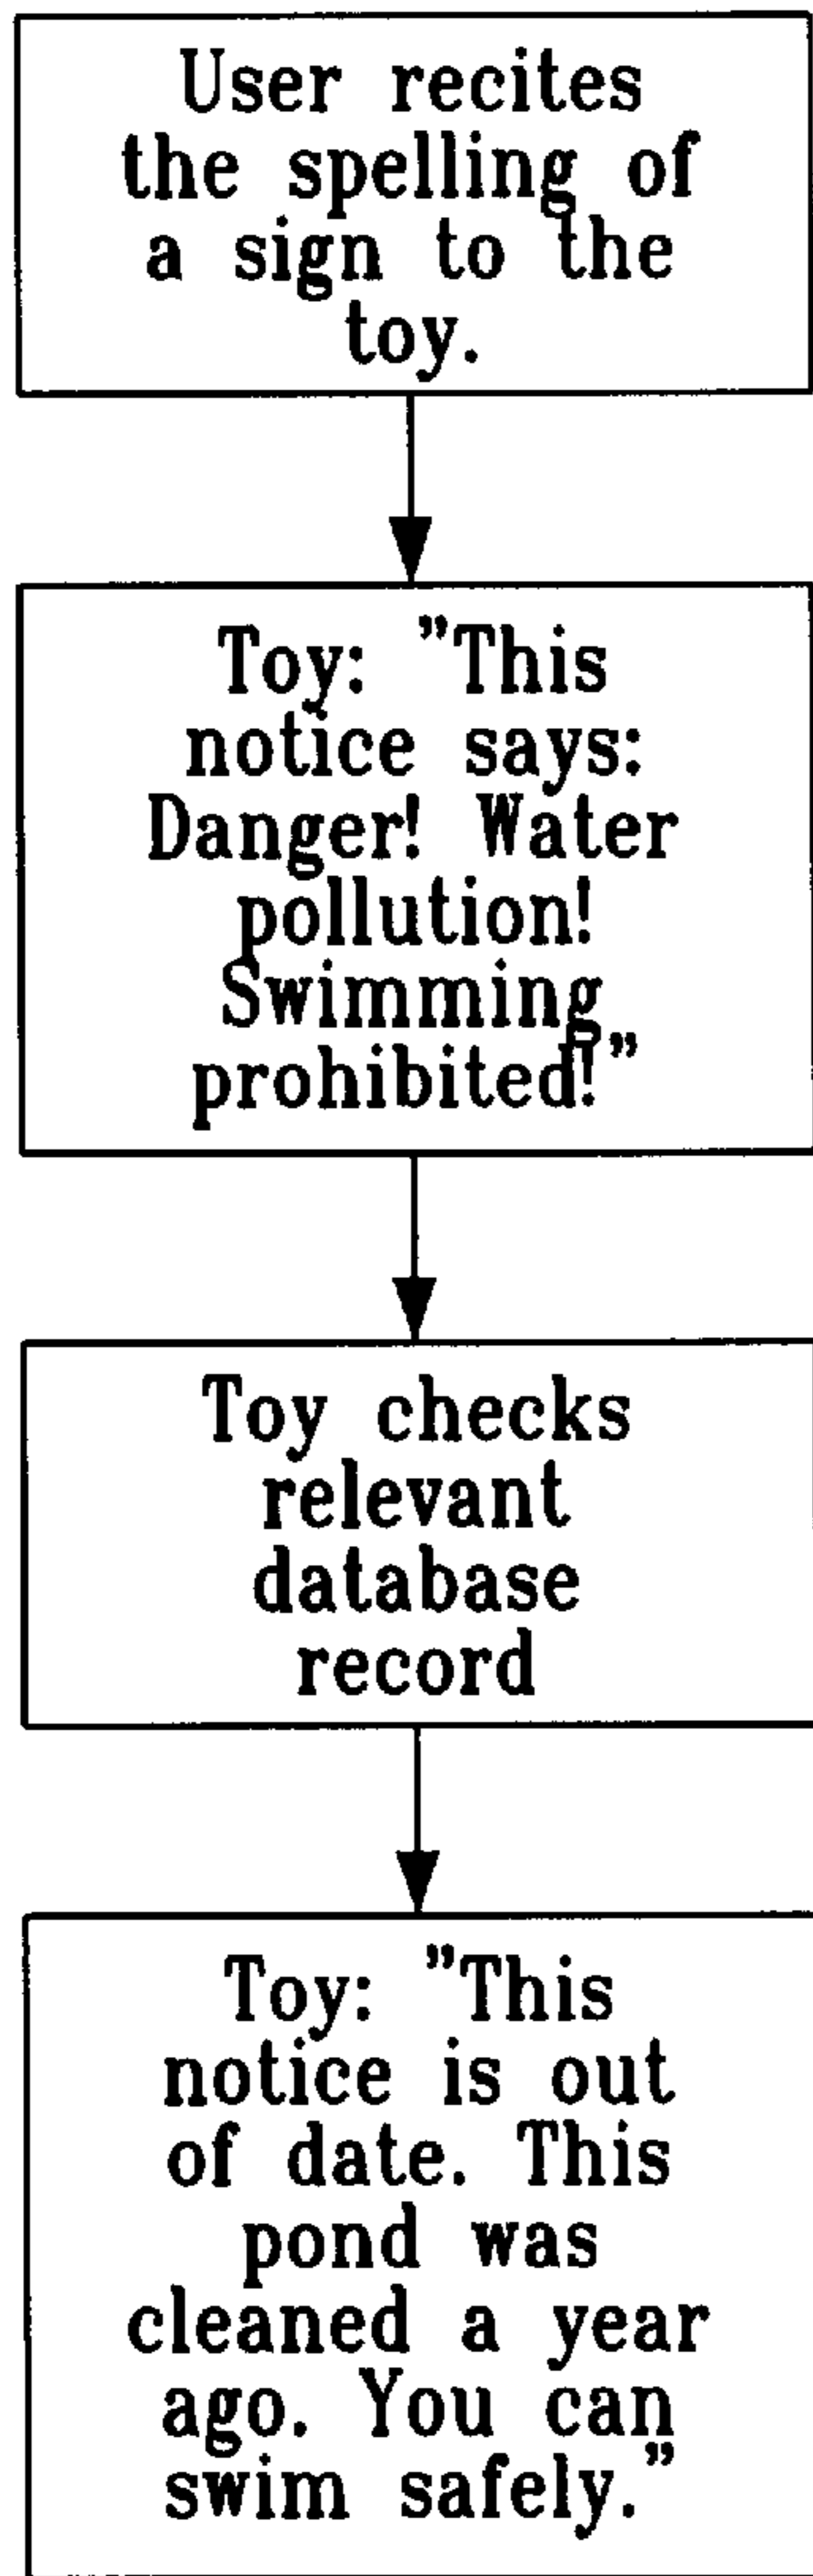 User recites
the spelling of
a sign to the
toy.
Toy: "This
notice says:
Danger! Water
pollution!
Swimming
prohibited!"
Toy checks
relevant
database
record
Toy: "This
notice is out
of date. This
pond was
cleaned a year
ago. You can
swim safely."